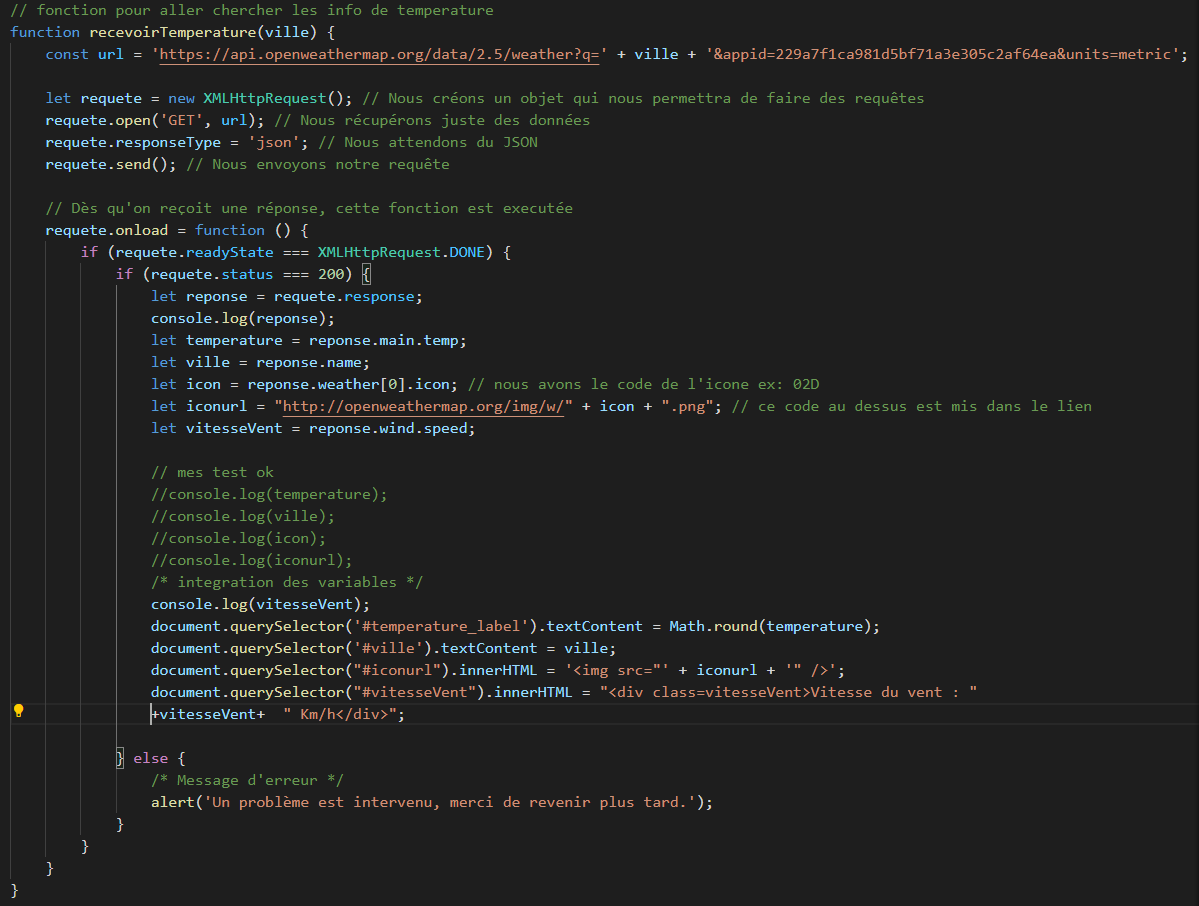 // fonction pour aller chercher les info de temperature
function recevoirTemperature(ville) {
    const url = 'https://api.openweathermap.org/data/2.5/weather?q=' + ville + '&appid=229a7f1ca981d5bf71a3e305c2af64ea&units=metric';
    let requete = new XMLHttpRequest(); // Nous créons un objet qui nous permettra de faire des requêtes
    requete.open('GET', url); // Nous récupérons juste des données
    requete.responseType = 'json'; // Nous attendons du JSON
    requete.send(); // Nous envoyons notre requête
    // Dès qu'on reçoit une réponse, cette fonction est executée
    requete.onload = function () {
        if (requete.readyState === XMLHttpRequest.DONE) {
            if (requete.status === 200) {
                let reponse = requete.response;
                console.log(reponse);
                let temperature = reponse.main.temp;
                let ville = reponse.name;
                let icon = reponse.weather[0].icon; // nous avons le code de l'icone ex: 02D
                let iconurl = "http://openweathermap.org/img/w/" + icon + ".png"; // ce code au dessus est mis dans le lien
                let vitesseVent = reponse.wind.speed;
                // mes test ok
                //console.log(temperature);
                //console.log(ville);
                //console.log(icon);
                //console.log(iconurl);
                /* integration des variables */
                console.log(vitesseVent);
                document.querySelector('#temperature_label').textContent = Math.round(temperature);
                document.querySelector('#ville').textContent = ville;
                document.querySelector("#iconurl").innerHTML = '<img src="' + iconurl + '" />';
                document.querySelector("#vitesseVent").innerHTML = "<div class=vitesseVent>Vitesse du vent : "
                +vitesseVent+  " Km/h</div>";
            } else {
                /* Message d'erreur */
                alert('Un problème est intervenu, merci de revenir plus tard.');
            }
        }
    }
}